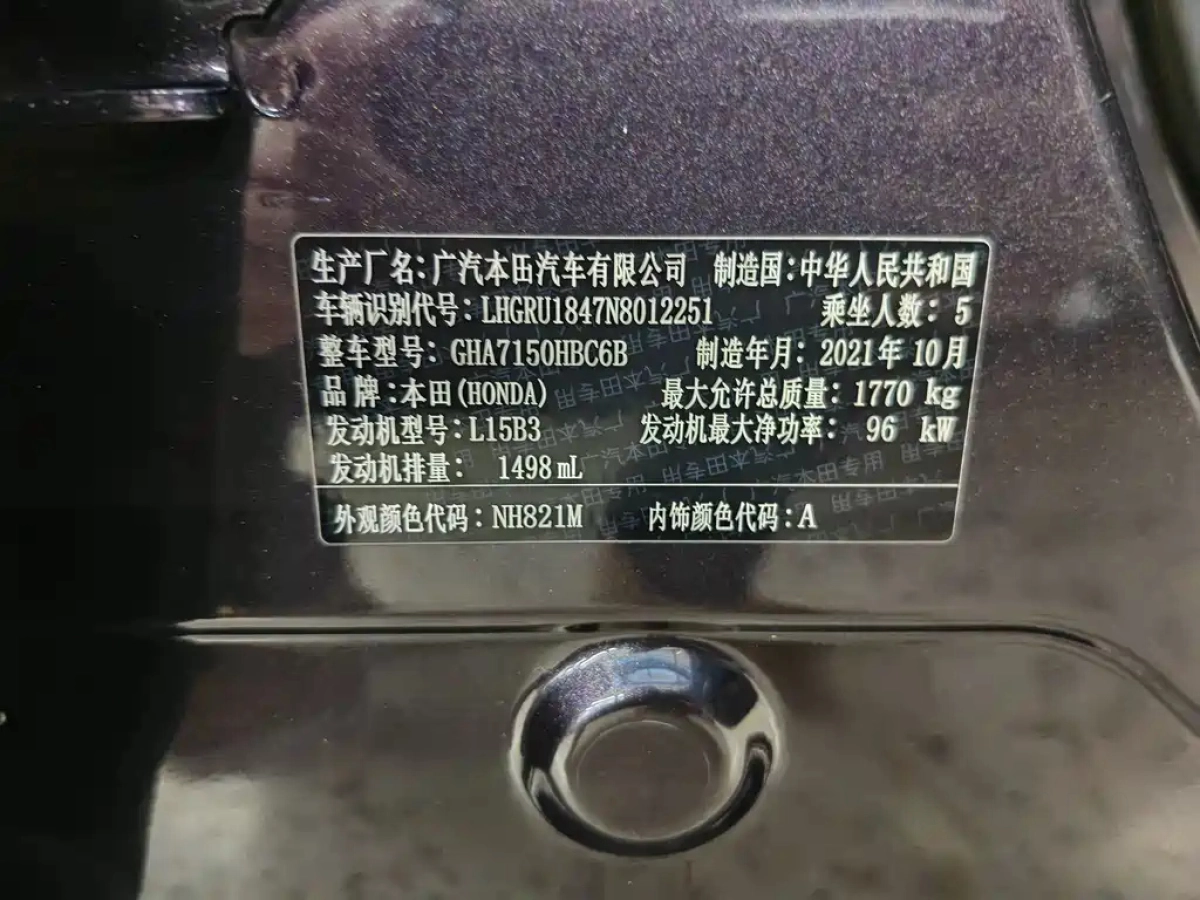 生产厂名：广汽本田汽车有限公司 制造国：中华人民共和国
车辆识别代号：LHGRU1847N8012251 乘坐人数：5
整车型号：GHA7150HBC6B 制造年月：2021年10月
品牌：本田(HONDA) 最大允许总质量：1770 kg
发动机型号：L15B3 发动机最大净功率：96 kW
发动机排量：1498 mL
外观颜色代码：NH821M 内饰颜色代码：A